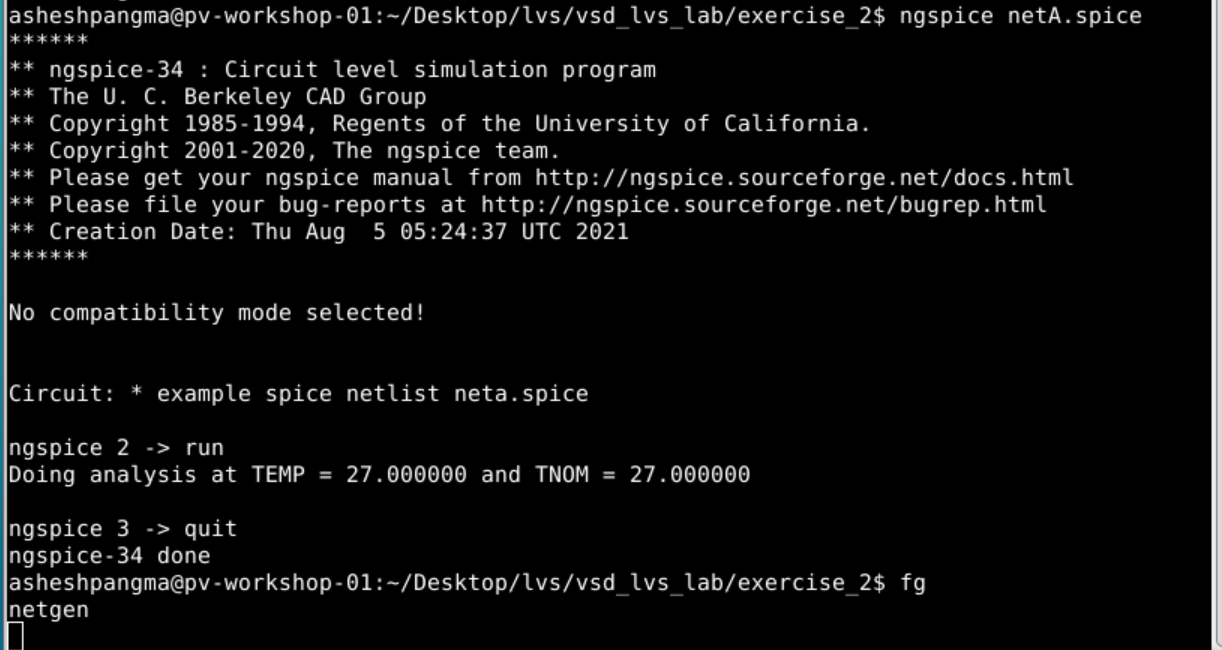 asheshpangma@pv-workshop-01:~/Desktop/lvs/vsd_lvs_lab/exercise_2$ ngspice netA.spice
******
** ngspice-34 : Circuit level simulation program
** The U. C. Berkeley CAD Group
** Copyright 1985-1994, Regents of the University of California.
** Copyright 2001-2020, The ngspice team.
** Please get your ngspice manual from http://ngspice.sourceforge.net/docs.html
** Please file your bug-reports at http://ngspice.sourceforge.net/bugrep.html
** Creation Date: Thu Aug  5 05:24:37 UTC 2021
******
No compatibility mode selected!
Circuit: * example spice netlist neta.spice
ngspice 2 -> run
Doing analysis at TEMP = 27.000000 and TNOM = 27.000000
ngspice 3 -> quit
ngspice-34 done
asheshpangma@pv-workshop-01:~/Desktop/lvs/vsd_lvs_lab/exercise_2$ fg
netgen